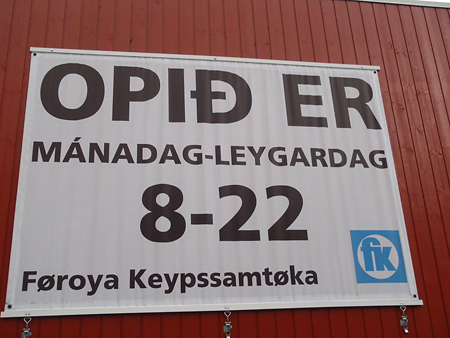 OPIÐ ER
MÁNADAG-LEYGARDAG
8-22
fk
Føroya Keypssamtøka